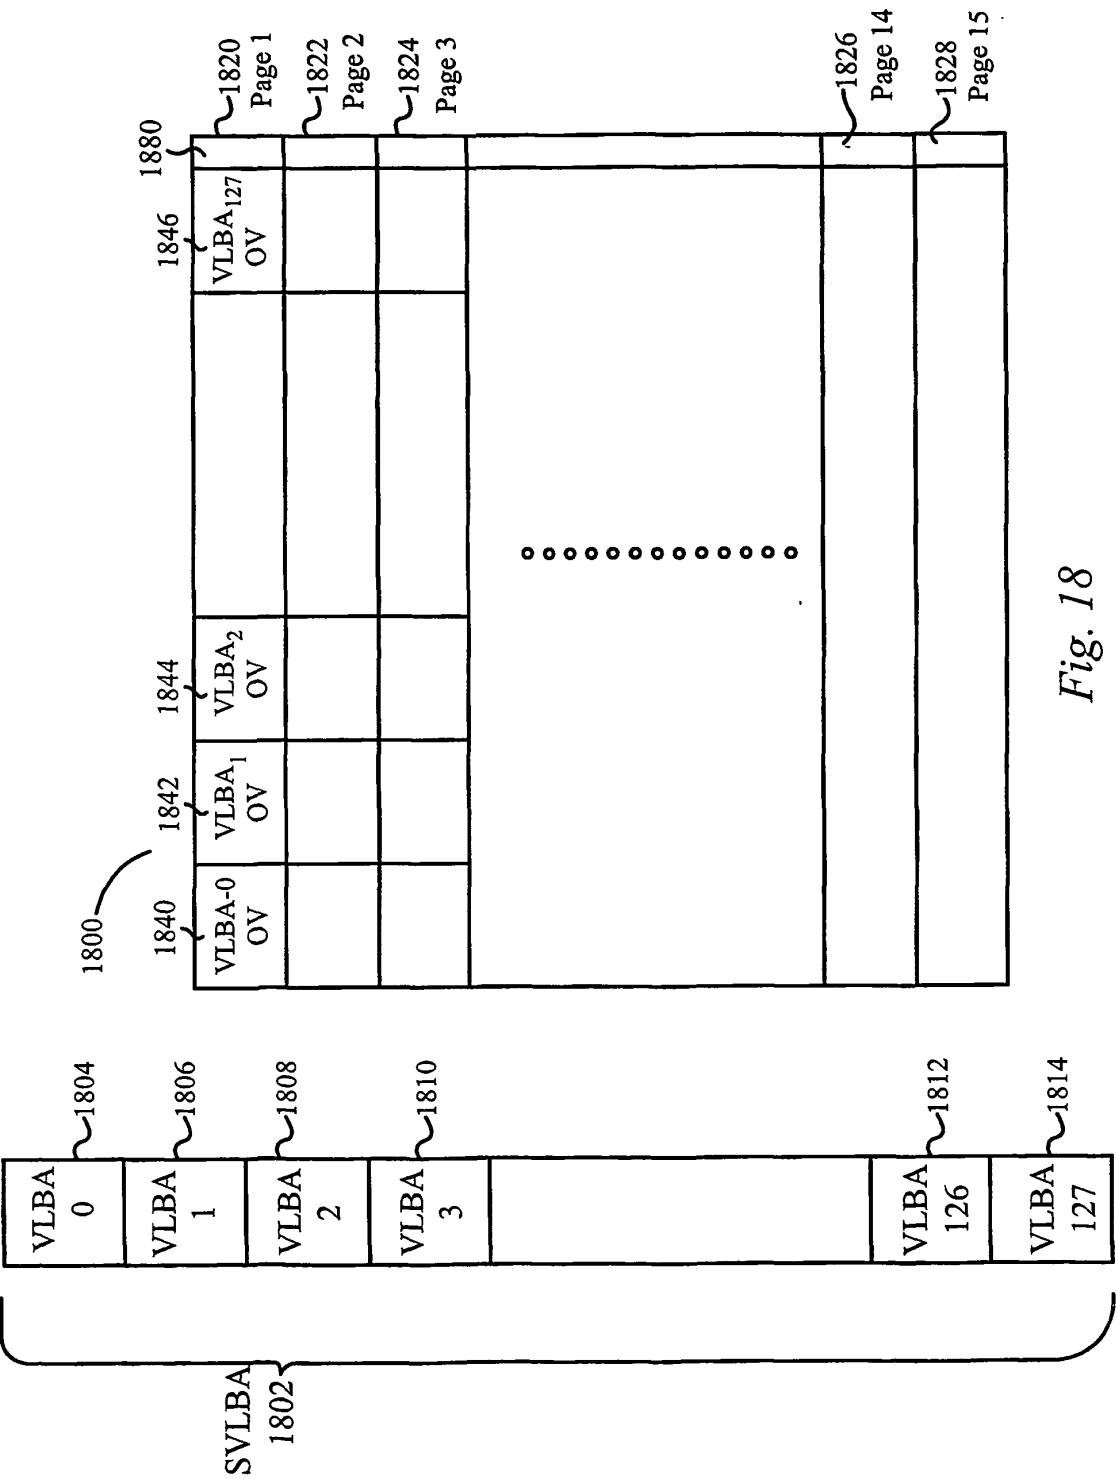 SVLBA
1802
VLBA
0
1804
VLBA
1
1806
VLBA
2
1808
VLBA
3
1810
VLBA
126
1812
VLBA
127
1814
1800
1840
1842
1844
1846
1880
VLBA-0
OV
VLBA₁
OV
VLBA₂
OV
VLBA₁₂₇
OV
1820
Page 1
1822
Page 2
1824
Page 3
1826
Page 14
1828
Page 15
Fig. 18